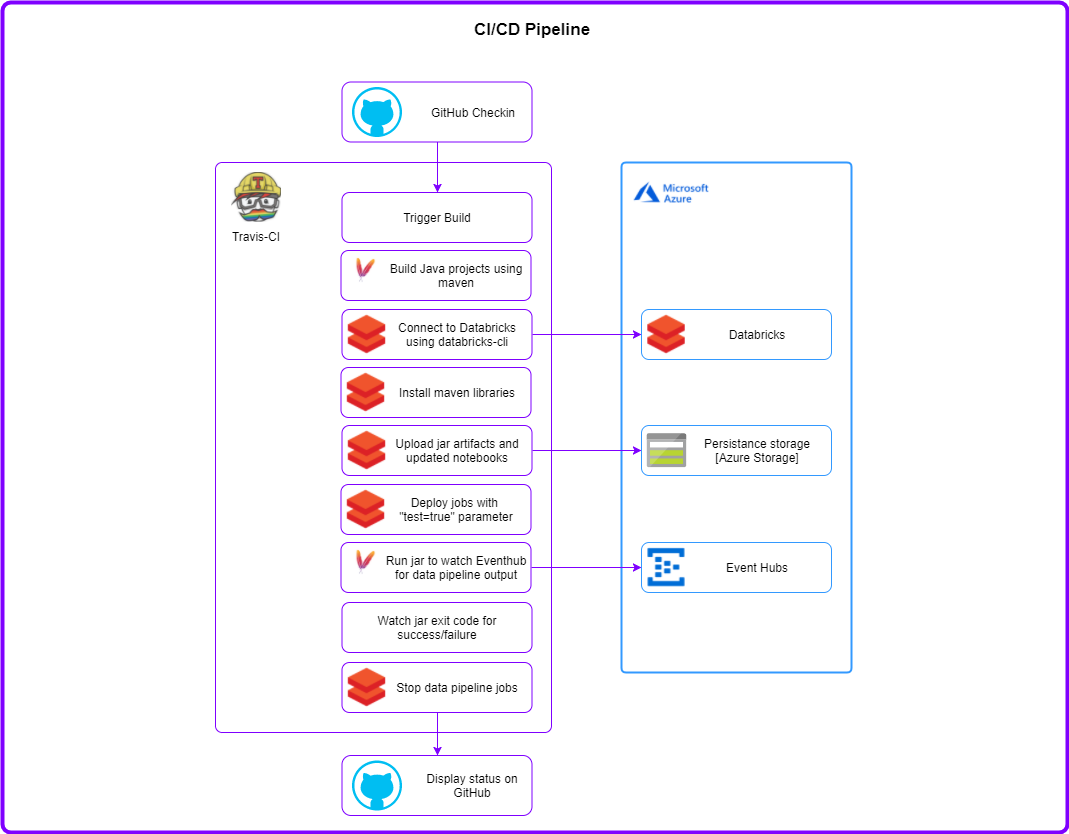 CI/CD Pipeline
GitHub Checkin
Travis-CI
Trigger Build
Build Java projects using
maven
Connect to Databricks
using databricks-cli
Install maven libraries
Upload jar artifacts and
updated notebooks
Deploy jobs with
"test=true" parameter
Run jar to watch Eventhub
for data pipeline output
Watch jar exit code for
success/failure
Stop data pipeline jobs
Display status on
GitHub
Microsoft
Azure
Databricks
Persistance storage
[Azure Storage]
Event Hubs